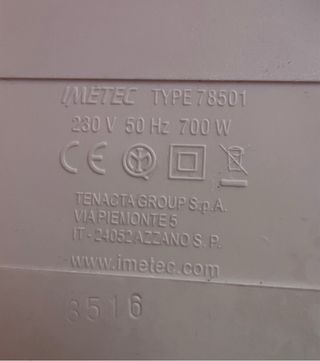 IMETEC TYPE 78501
230 V 50 Hz 700 W
CE
TENACTA GROUP S.p.A.
VIA PIEMONTE 5
IT - 24052 AZZANO S. P.
www.imetec.com
3516